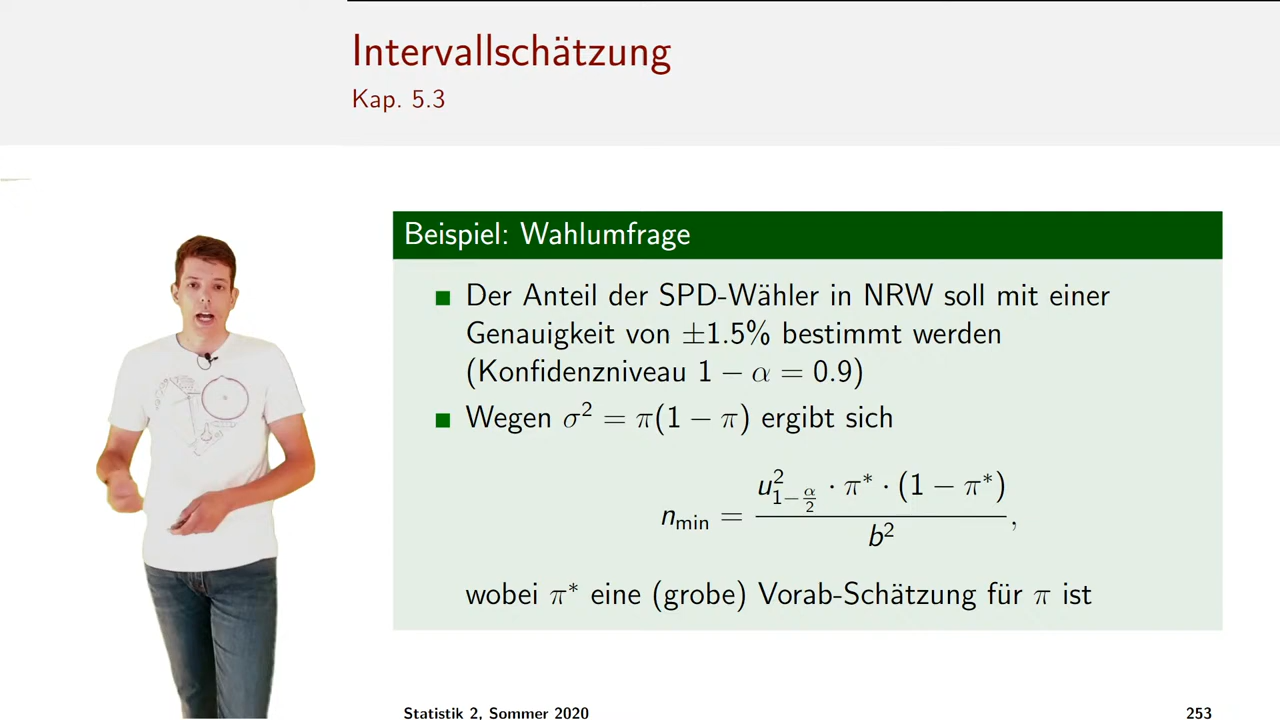 Intervallschätzung
Kap. 5.3
Beispiel: Wahlumfrage
■ Der Anteil der SPD-Wähler in NRW soll mit einer
Genauigkeit von ±1.5% bestimmt werden
(Konfidenzniveau 1 − α = 0.9)
■ Wegen σ² = π(1 − π) ergibt sich
n_min = u²_{1−α/2} · π* · (1 − π*) / b²,
wobei π* eine (grobe) Vorab-Schätzung für π ist
Statistik 2, Sommer 2020
253